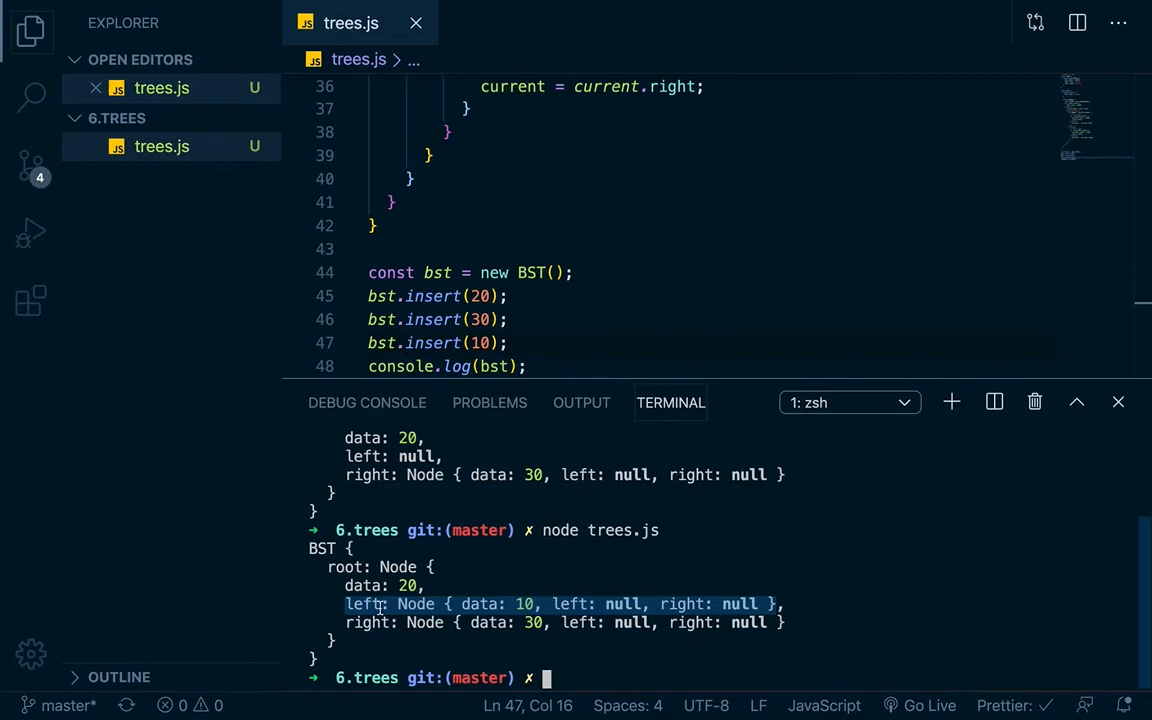 EXPLORER
OPEN EDITORS
JS trees.js U
6.TREES
JS trees.js U
4
OUTLINE
JS trees.js
JS trees.js > ...
36 current = current.right;
37 }
38 }
39 }
40 }
41 }
42 }
43
44 const bst = new BST();
45 bst.insert(20);
46 bst.insert(30);
47 bst.insert(10);
48 console.log(bst);
DEBUG CONSOLE PROBLEMS OUTPUT TERMINAL 1: zsh
data: 20,
left: null,
right: Node { data: 30, left: null, right: null }
}
}
→ 6.trees git:(master) ✗ node trees.js
BST {
root: Node {
data: 20,
left: Node { data: 10, left: null, right: null },
right: Node { data: 30, left: null, right: null }
}
}
→ 6.trees git:(master) ✗
master* 0 0 Ln 47, Col 16 Spaces: 4 UTF-8 LF JavaScript Go Live Prettier: ✓